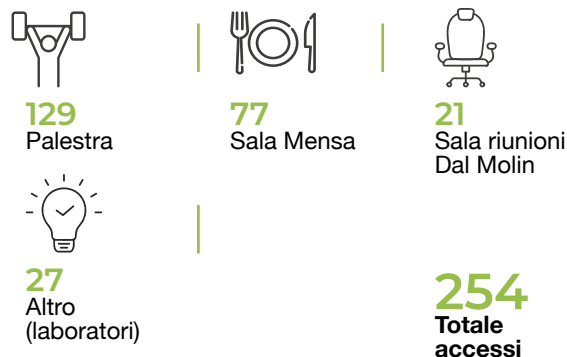 129
Palestra
77
Sala Mensa
21
Sala riunioni
Dal Molin
27
Altro
(laboratori)
254
Totale
accessi